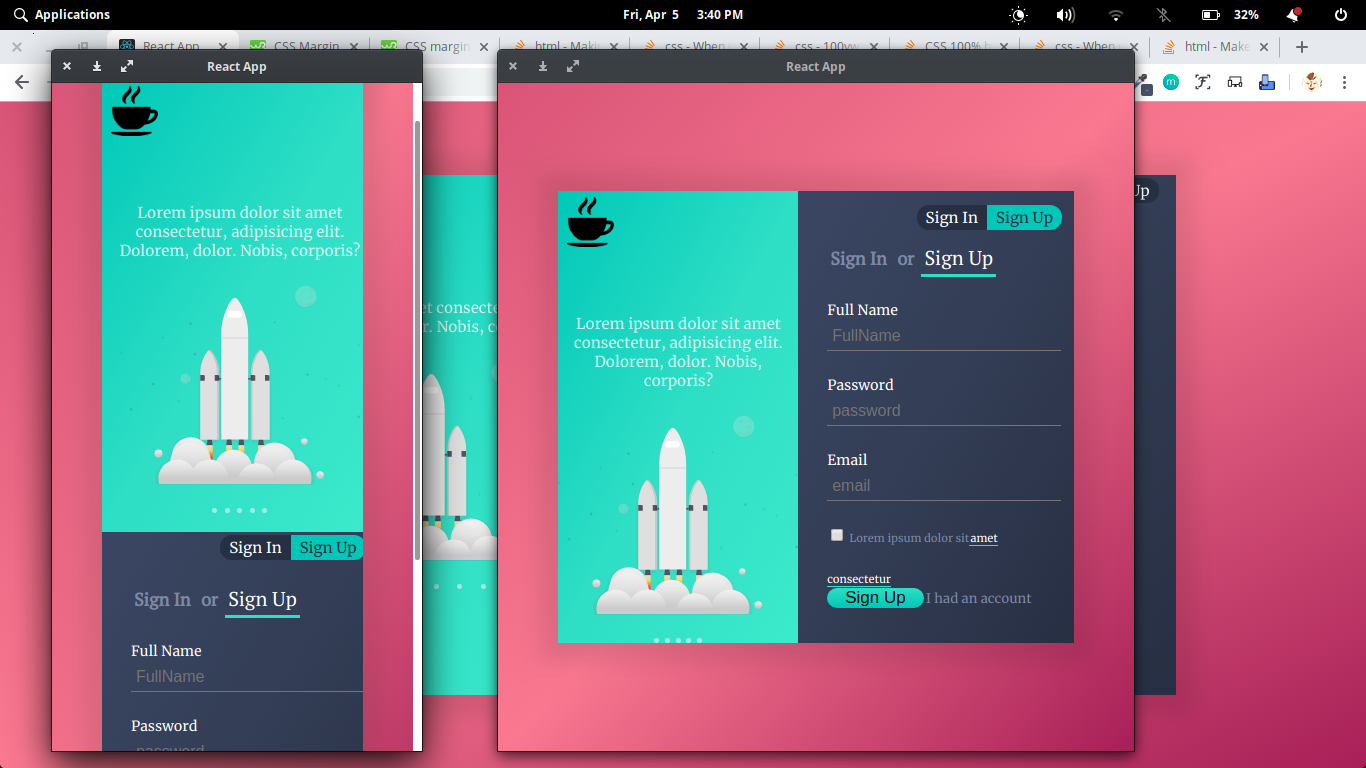 Applications
Fri, Apr 5 3:40 PM
32%
React App
CSS Margin
CSS margin
html - Maki
css - When
css - 100vw
CSS 100% h
css - When
html - Make
m
React App
Lorem ipsum dolor sit amet
consectetur, adipisicing elit.
Dolorem, dolor. Nobis, corporis?
Sign In Sign Up
Sign In or Sign Up
Full Name
FullName
Password
password
et consecte
r. Nobis, c
React App
Lorem ipsum dolor sit amet
consectetur, adipisicing elit.
Dolorem, dolor. Nobis,
corporis?
Sign In Sign Up
Sign In or Sign Up
Full Name
FullName
Password
password
Email
email
Lorem ipsum dolor sit amet
consectetur
Sign Up I had an account
Up